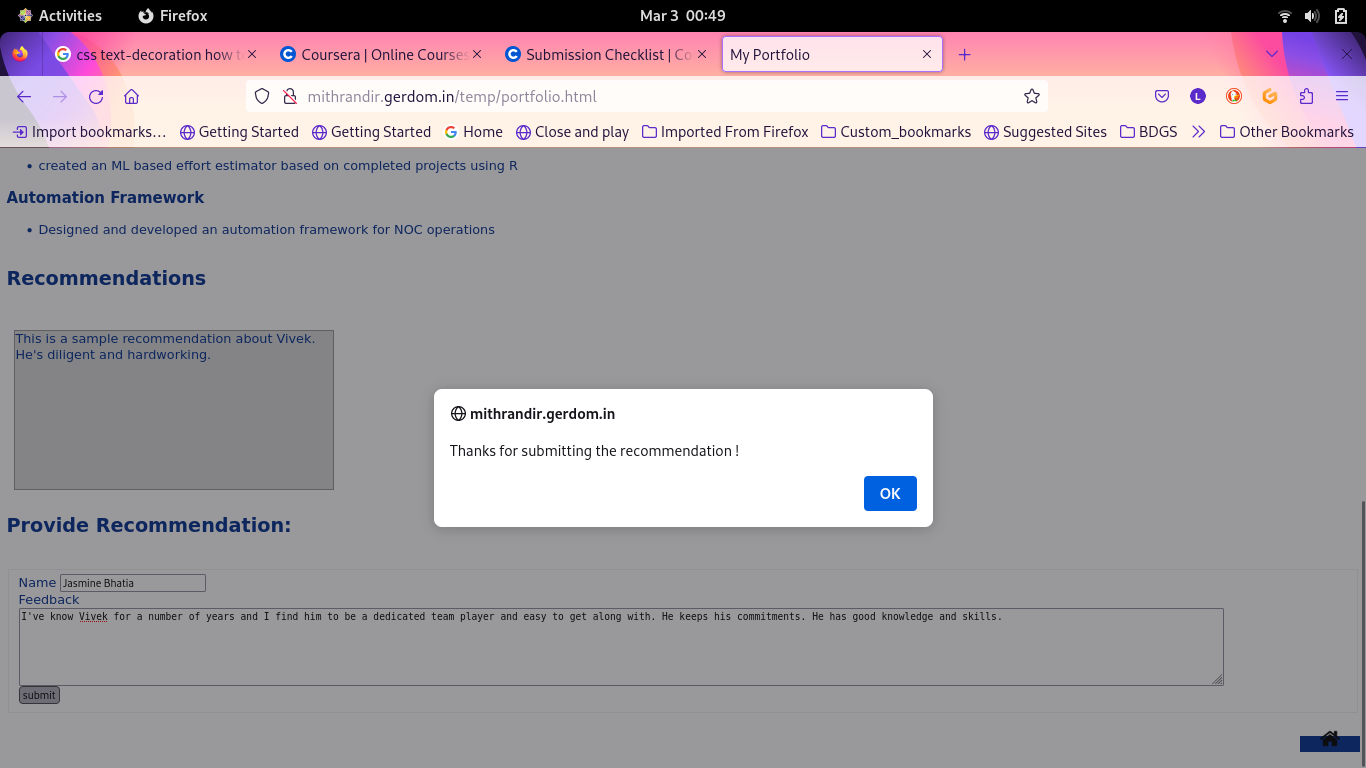 Activities Firefox Mar 3 00:49
css text-decoration how t Coursera | Online Courses Submission Checklist | Co My Portfolio
mithrandir.gerdom.in/temp/portfolio.html
Import bookmarks... Getting Started Getting Started Home Close and play Imported From Firefox Custom_bookmarks Suggested Sites BDGS Other Bookmarks
• created an ML based effort estimator based on completed projects using R
Automation Framework
• Designed and developed an automation framework for NOC operations
Recommendations
This is a sample recommendation about Vivek.
He's diligent and hardworking.
mithrandir.gerdom.in
Thanks for submitting the recommendation !
OK
Provide Recommendation:
Name Jasmine Bhatia
Feedback
I've know Vivek for a number of years and I find him to be a dedicated team player and easy to get along with. He keeps his commitments. He has good knowledge and skills.
submit